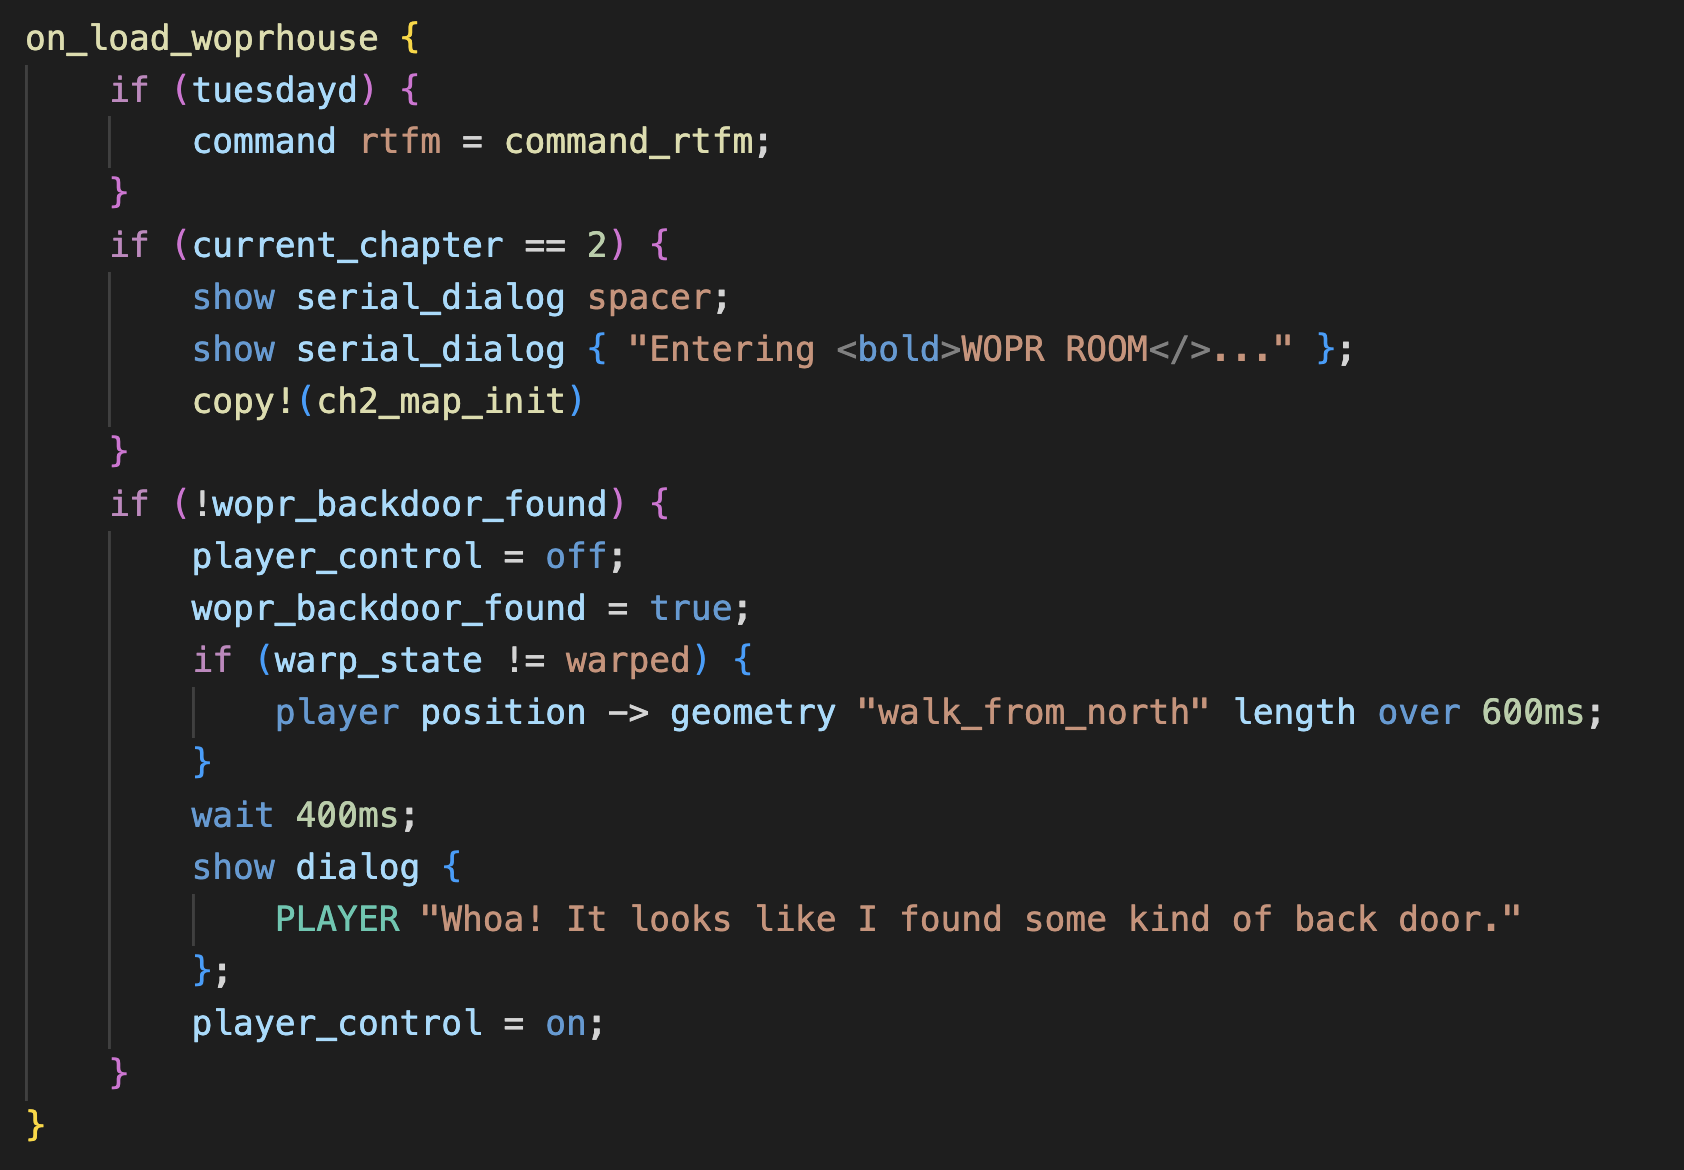 on_load_woprhouse {
    if (tuesdayd) {
        command rtfm = command_rtfm;
    }
    if (current_chapter == 2) {
        show serial_dialog spacer;
        show serial_dialog { "Entering <bold>WOPR ROOM</>..." };
        copy!(ch2_map_init)
    }
    if (!wopr_backdoor_found) {
        player_control = off;
        wopr_backdoor_found = true;
        if (warp_state != warped) {
            player position -> geometry "walk_from_north" length over 600ms;
        }
        wait 400ms;
        show dialog {
            PLAYER "Whoa! It looks like I found some kind of back door."
        };
        player_control = on;
    }
}